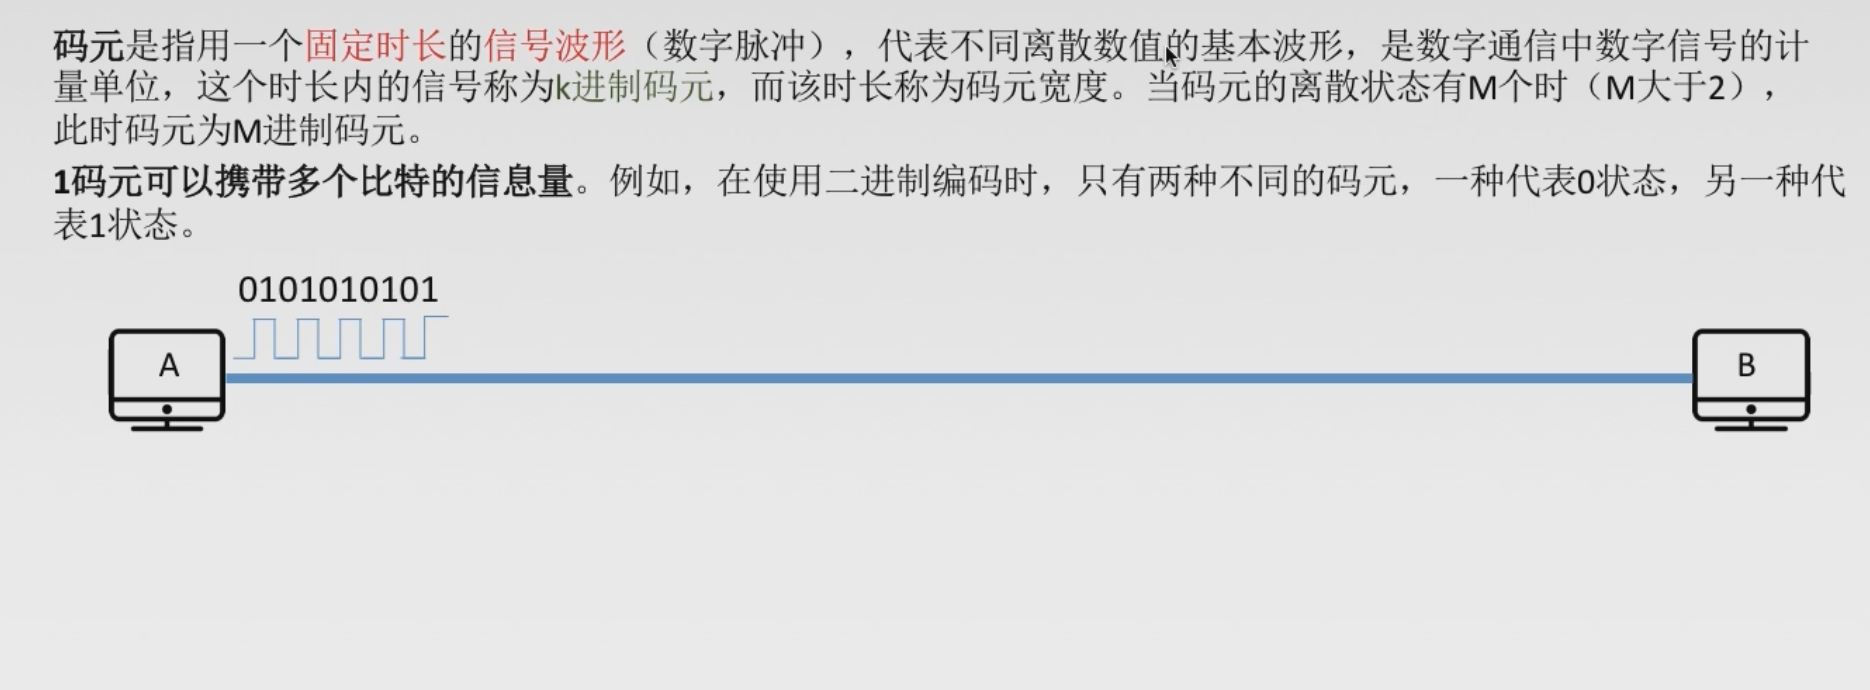 码元是指用一个固定时长的信号波形（数字脉冲），代表不同离散数值的基本波形，是数字通信中数字信号的计
量单位，这个时长内的信号称为k进制码元，而该时长称为码元宽度。当码元的离散状态有M个时（M大于2），
此时码元为M进制码元。
1码元可以携带多个比特的信息量。例如，在使用二进制编码时，只有两种不同的码元，一种代表0状态，另一种代
表1状态。
0101010101
A
B